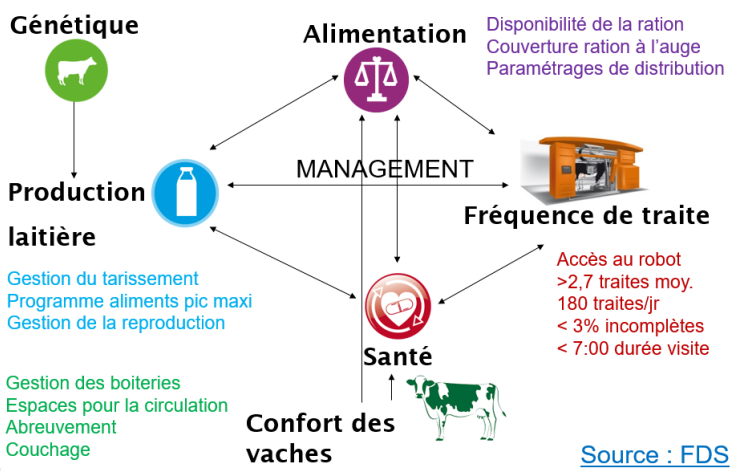 Génétique
Alimentation
Disponibilité de la ration
Couverture ration à l'auge
Paramétrages de distribution
MANAGEMENT
Production
laitière
Fréquence de traite
Gestion du tarissement
Programme aliments pic maxi
Gestion de la reproduction
Accès au robot
>2,7 traites moy.
180 traites/jr
< 3% incomplètes
< 7:00 durée visite
Santé
Gestion des boiteries
Espaces pour la circulation
Abreuvement
Couchage
Confort des
vaches
Source : FDS